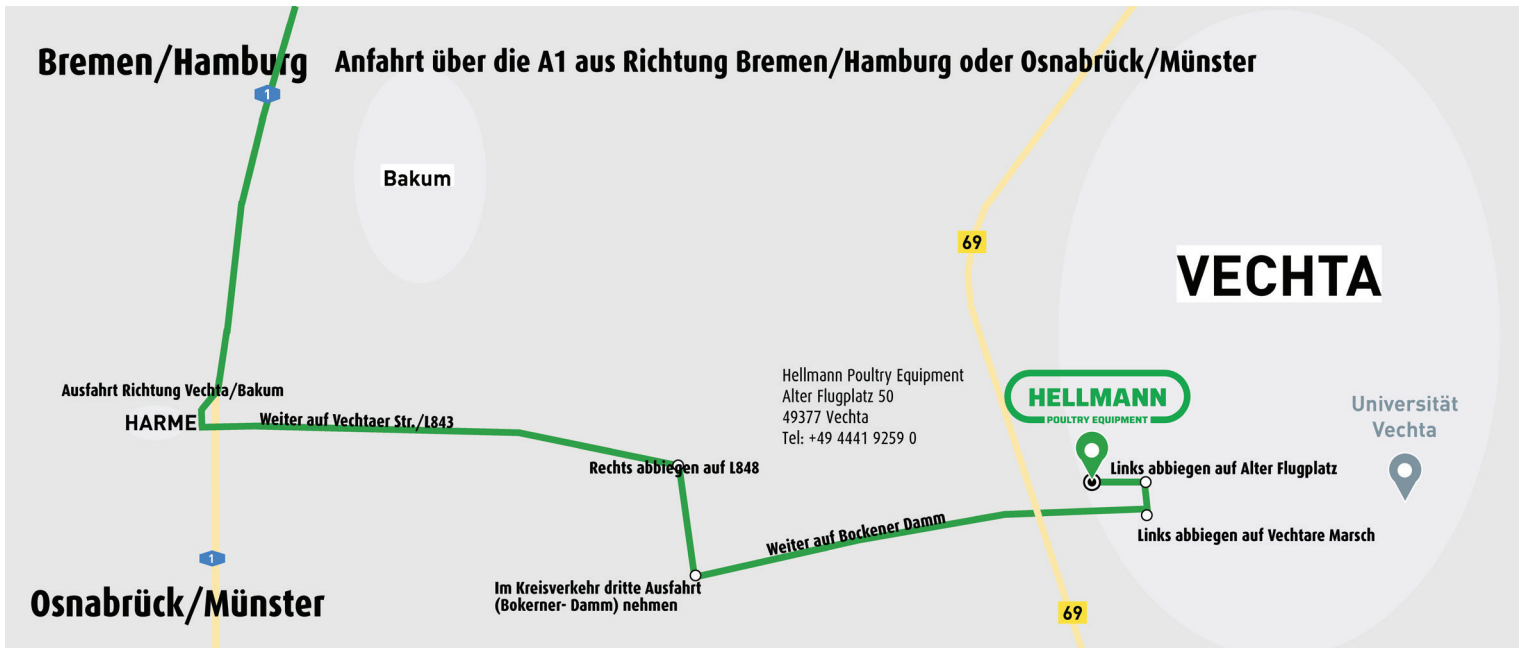 Bremen/Hamburg
Anfahrt über die A1 aus Richtung Bremen/Hamburg oder Osnabrück/Münster
1
Bakum
69
VECHTA
Ausfahrt Richtung Vechta/Bakum
HARME
Weiter auf Vechtaer Str./L843
Rechts abbiegen auf L848
Hellmann Poultry Equipment
Alter Flugplatz 50
49377 Vechta
Tel: +49 4441 9259 0
HELLMANN
POULTRY EQUIPMENT
Universität
Vechta
Links abbiegen auf Alter Flugplatz
Links abbiegen auf Vechtare Marsch
Weiter auf Bockener Damm
Im Kreisverkehr dritte Ausfahrt
(Bokerner- Damm) nehmen
1
Osnabrück/Münster
69